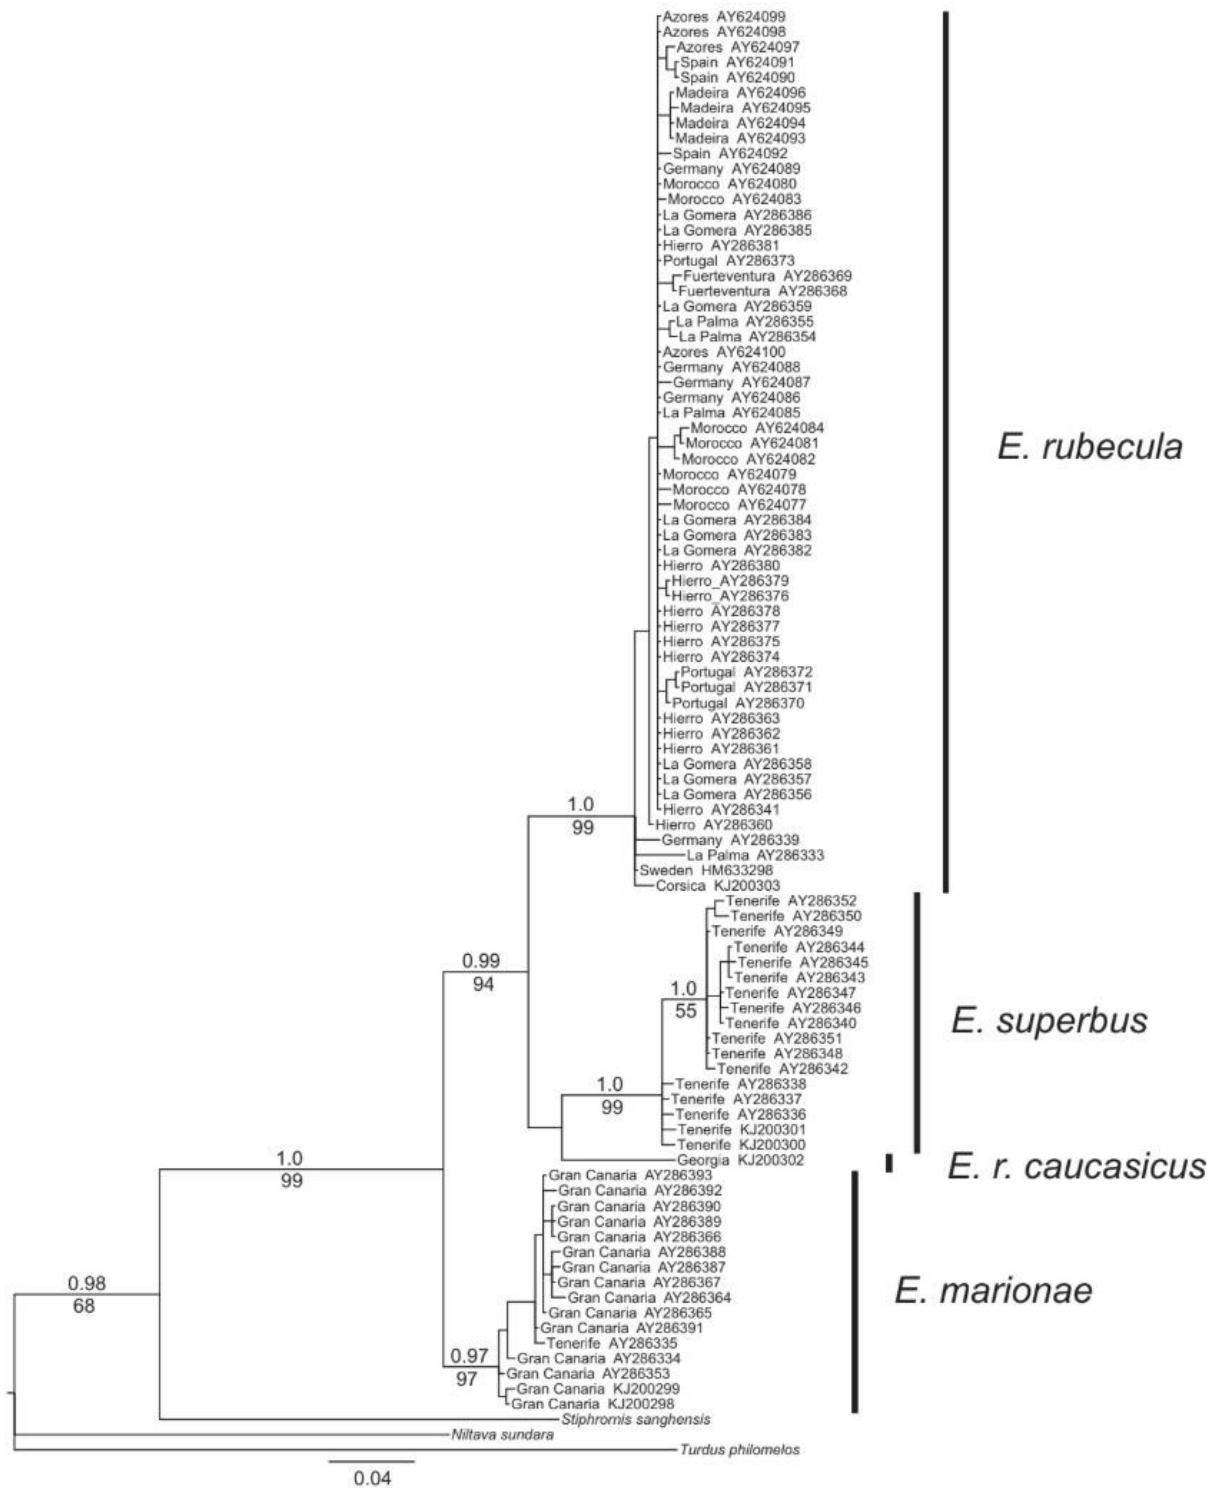 Azores AY624099
Azores AY624098
Azores AY624097
Spain AY624091
Spain AY624090
Madeira AY624096
Madeira AY624095
Madeira AY624094
Madeira AY624093
Spain AY624092
Germany AY624089
Morocco AY624080
Morocco AY624083
La Gomera AY286386
La Gomera AY286385
Hierro AY286381
Portugal AY286373
Fuerteventura AY286369
Fuerteventura AY286368
La Gomera AY286359
La Palma AY286355
La Palma AY286354
Azores AY624100
Germany AY624088
Germany AY624087
Germany AY624086
La Palma AY624085
Morocco AY624084
Morocco AY624081
Morocco AY624082
Morocco AY624079
Morocco AY624078
Morocco AY624077
La Gomera AY286384
La Gomera AY286383
La Gomera AY286382
Hierro AY286380
Hierro_AY286379
Hierro_AY286376
Hierro AY286378
Hierro AY286377
Hierro AY286375
Hierro AY286374
Portugal AY286372
Portugal AY286371
Portugal AY286370
Hierro AY286363
Hierro AY286362
Hierro AY286361
La Gomera AY286358
La Gomera AY286357
La Gomera AY286356
Hierro AY286341
Hierro AY286360
Germany AY286339
La Palma AY286333
Sweden HM633298
Corsica KJ200303
E. rubecula
1.0
99
Tenerife AY286352
Tenerife AY286350
Tenerife AY286349
Tenerife AY286344
Tenerife AY286345
Tenerife AY286343
Tenerife AY286347
Tenerife AY286346
Tenerife AY286340
Tenerife AY286351
Tenerife AY286348
Tenerife AY286342
Tenerife AY286338
Tenerife AY286337
Tenerife AY286336
Tenerife KJ200301
Tenerife KJ200300
E. superbus
0.99
94
1.0
55
1.0
99
Georgia KJ200302
E. r. caucasicus
1.0
99
Gran Canaria AY286393
Gran Canaria AY286392
Gran Canaria AY286390
Gran Canaria AY286389
Gran Canaria AY286366
Gran Canaria AY286388
Gran Canaria AY286387
Gran Canaria AY286367
Gran Canaria AY286364
Gran Canaria AY286365
Gran Canaria AY286391
Tenerife AY286335
Gran Canaria AY286334
Gran Canaria AY286353
Gran Canaria KJ200299
Gran Canaria KJ200298
E. marionae
0.98
68
0.97
97
Stiphrornis sanghensis
Niltava sundara
Turdus philomelos
0.04